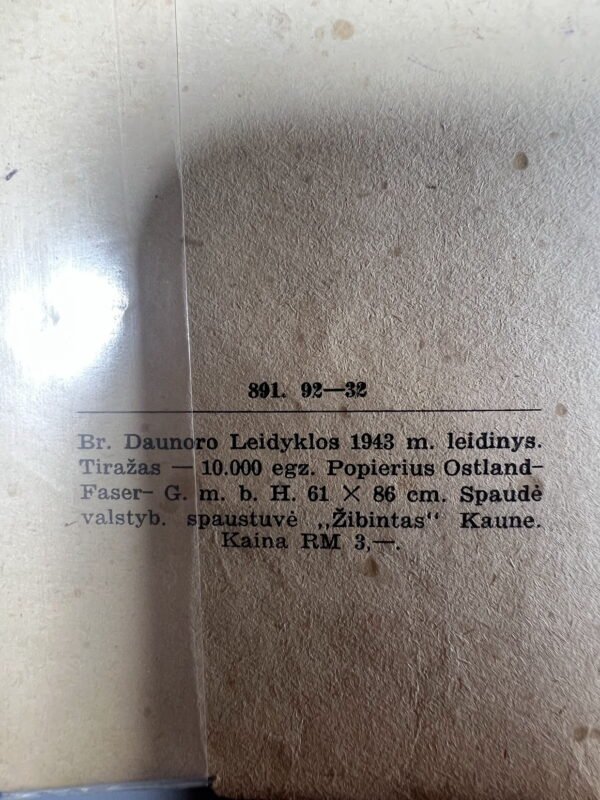 891. 92—32
Br. Daunoro Leidyklos 1943 m. leidinys.
Tiražas — 10.000 egz. Popierius Ostland-
Faser- G. m. b. H. 61 × 86 cm. Spaudė
valstyb. spaustuvė ,,Žibintas" Kaune.
Kaina RM 3,—.